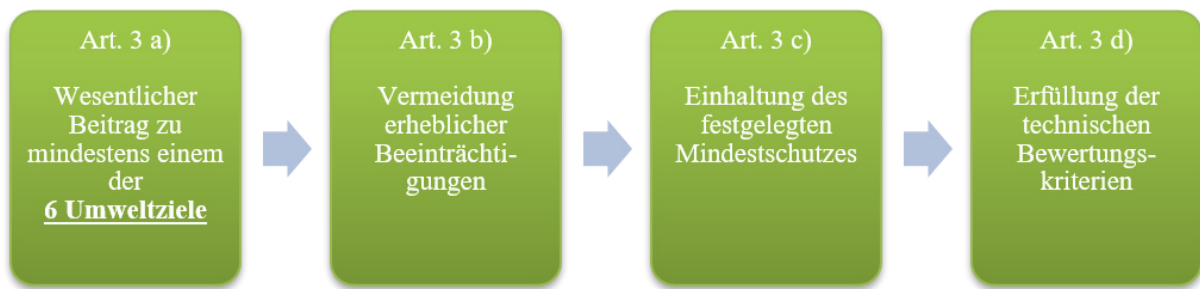 Art. 3 a)
Wesentlicher
Beitrag zu
mindestens einem
der
6 Umweltziele
Art. 3 b)
Vermeidung
erheblicher
Beeinträchti-
gungen
Art. 3 c)
Einhaltung des
festgelegten
Mindestschutzes
Art. 3 d)
Erfüllung der
technischen
Bewertungs-
kriterien